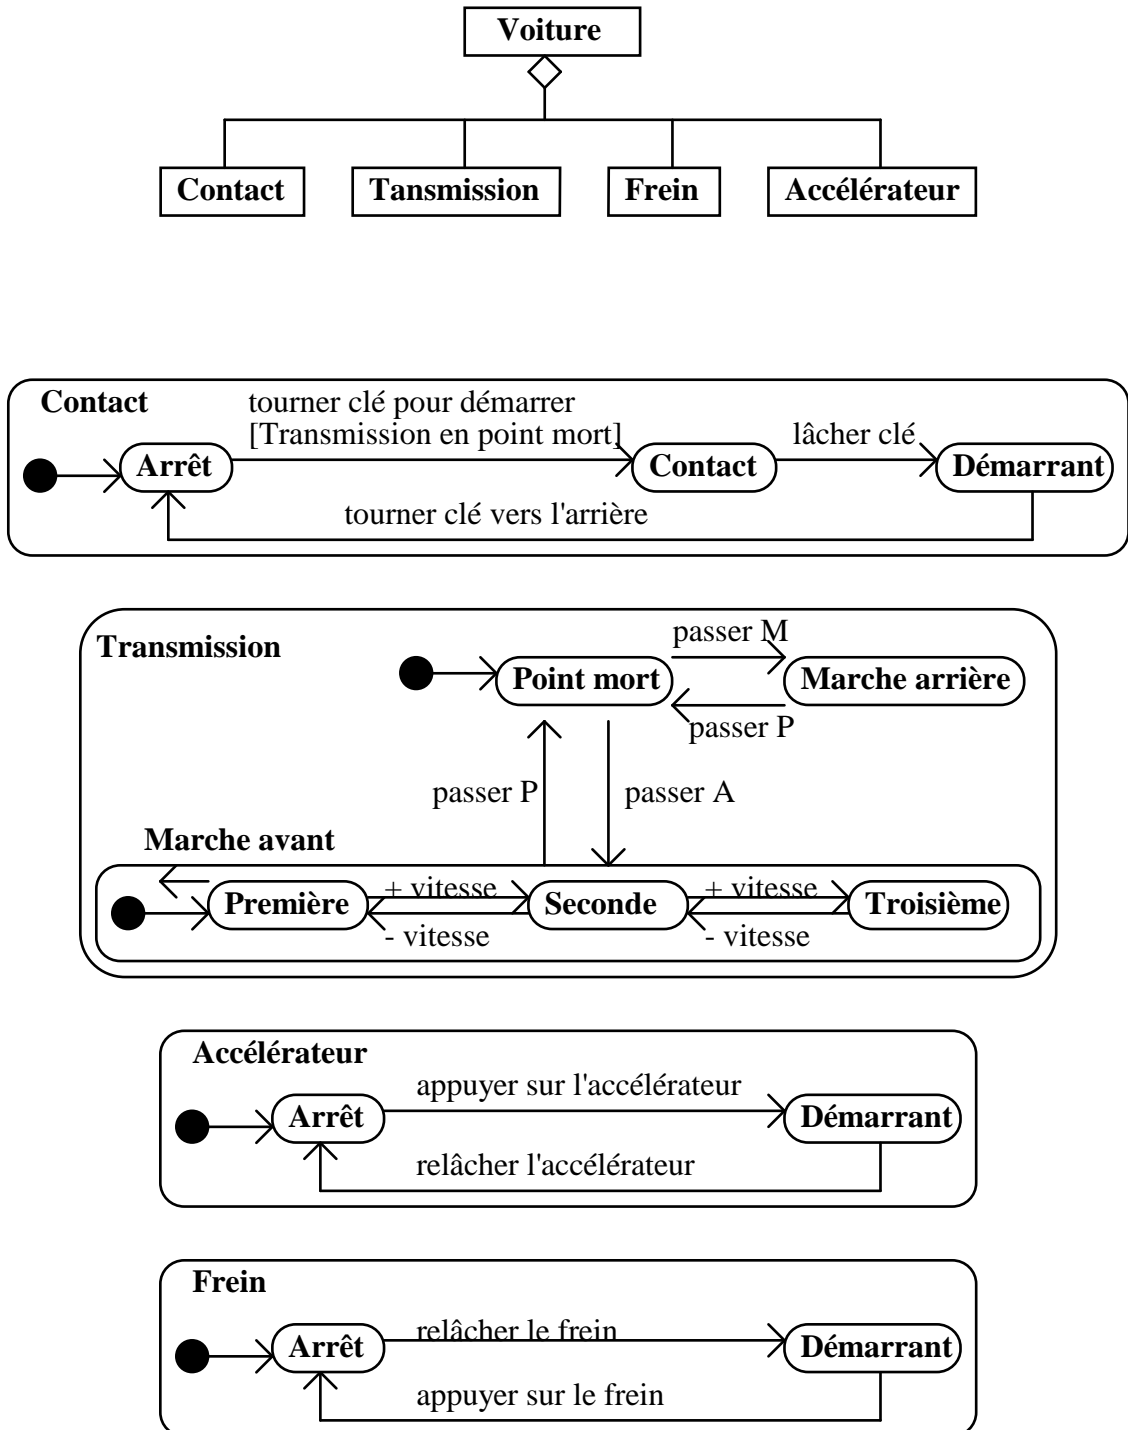 Voiture
Contact
Tansmission
Frein
Accélérateur
Contact
tourner clé pour démarrer
[Transmission en point mort]
lâcher clé
Arrêt
Contact
Démarrant
tourner clé vers l'arrière
Transmission
passer M
Point mort
Marche arrière
passer P
passer P
passer A
Marche avant
Première
+ vitesse
Seconde
+ vitesse
Troisième
- vitesse
- vitesse
Accélérateur
appuyer sur l'accélérateur
Arrêt
Démarrant
relâcher l'accélérateur
Frein
relâcher le frein
Arrêt
Démarrant
appuyer sur le frein